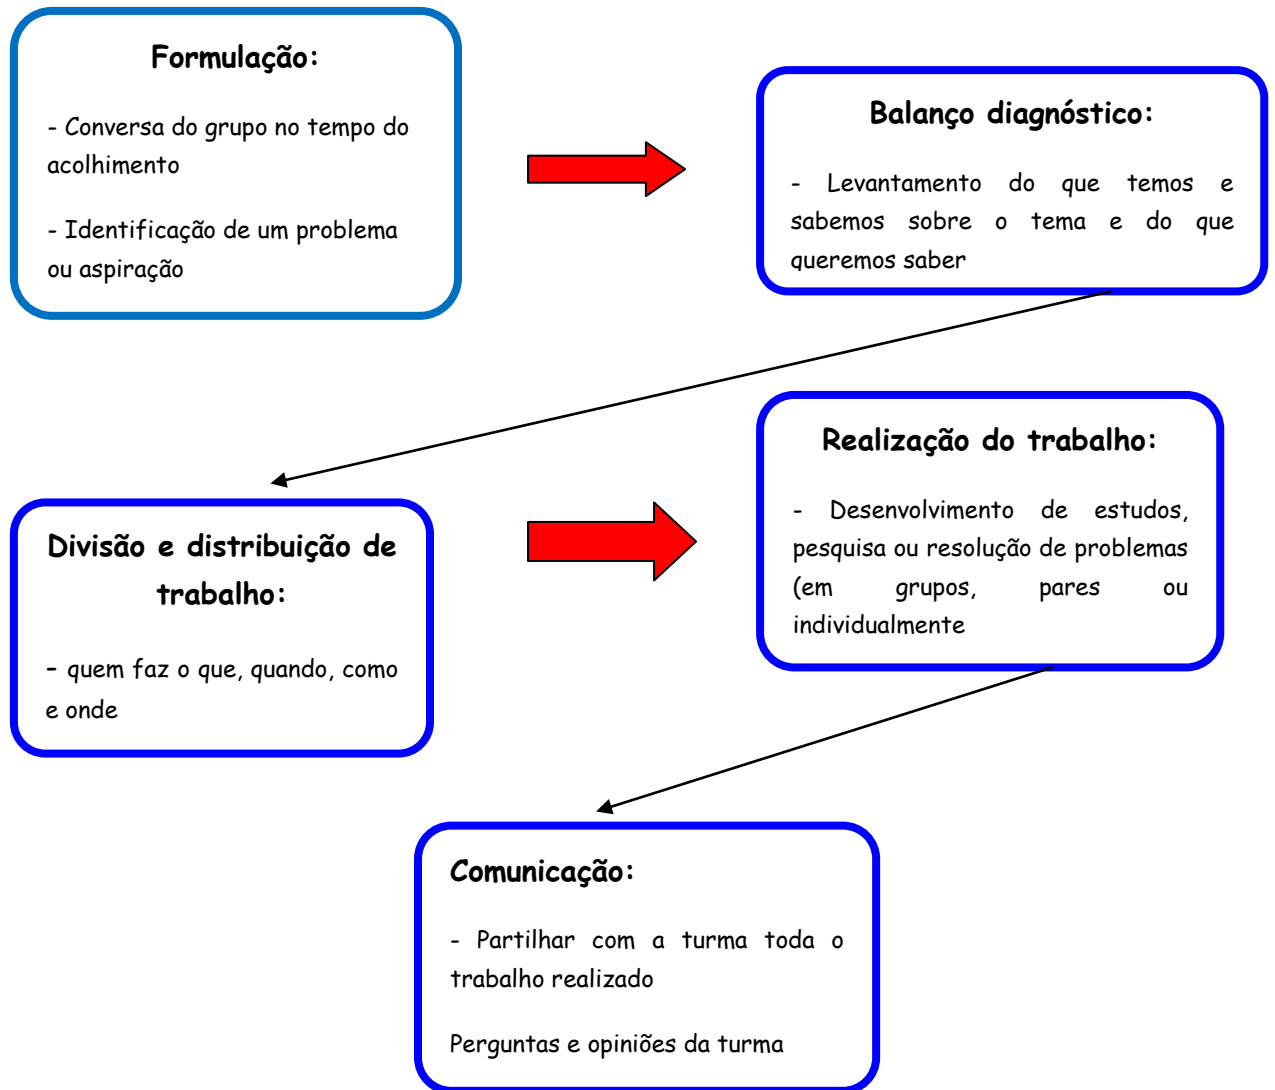 Formulação:
- Conversa do grupo no tempo do
acolhimento
- Identificação de um problema
ou aspiração
Balanço diagnóstico:
- Levantamento do que temos e
sabemos sobre o tema e do que
queremos saber
Divisão e distribuição de
trabalho:
- quem faz o que, quando, como
e onde
Realização do trabalho:
- Desenvolvimento de estudos,
pesquisa ou resolução de problemas
(em grupos, pares ou
individualmente
Comunicação:
- Partilhar com a turma toda o
trabalho realizado
Perguntas e opiniões da turma